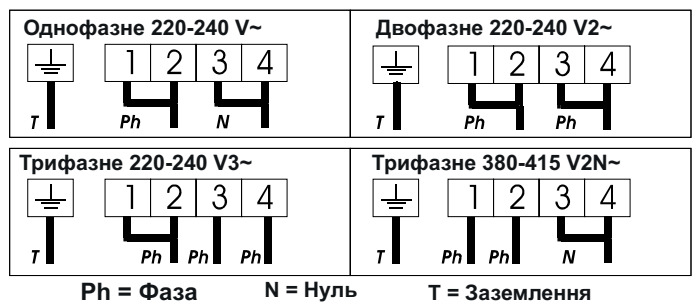 Однофазне 220-240 V~
1 2 3 4
T Ph N
Двофазне 220-240 V2~
1 2 3 4
T Ph Ph
Трифазне 220-240 V3~
1 2 3 4
T Ph Ph Ph
Трифазне 380-415 V2N~
1 2 3 4
T Ph Ph N
Ph = Фаза N = Нуль T = Заземлення